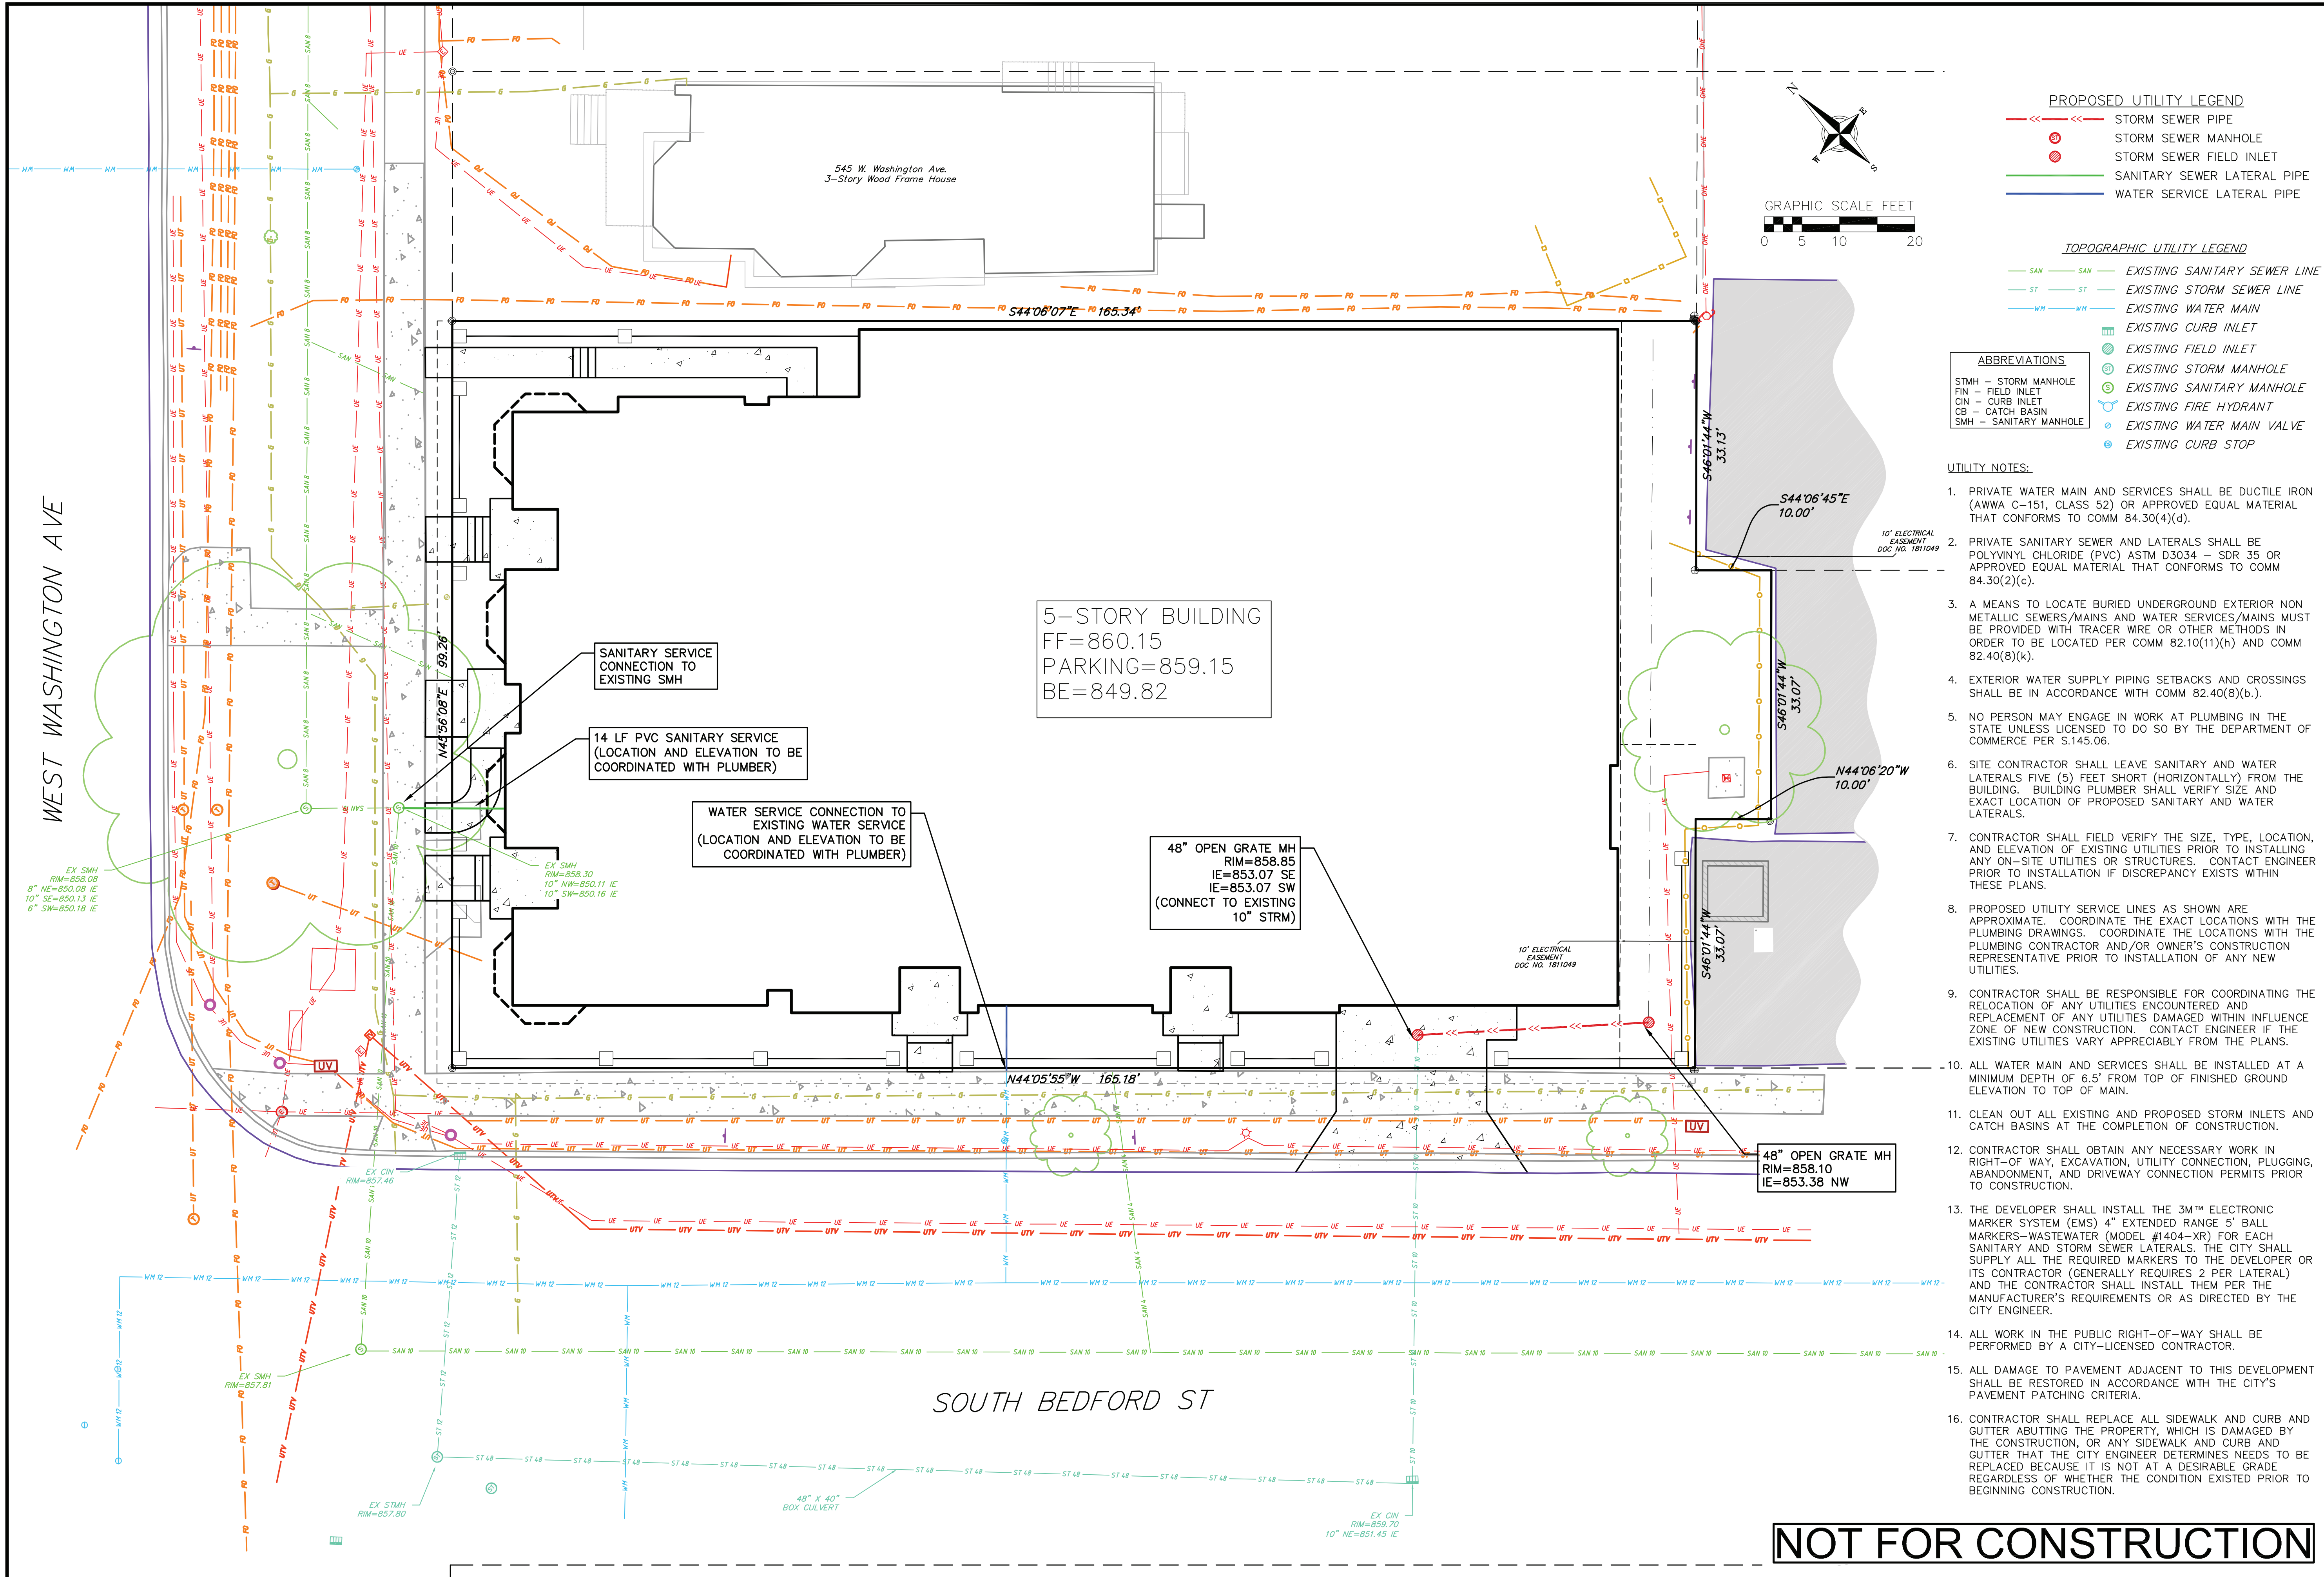 545 W. Washington Ave.
3-Story Wood Frame House
N
E
W
S
GRAPHIC SCALE FEET
0 5 10 20
PROPOSED UTILITY LEGEND
STORM SEWER PIPE
ST
STORM SEWER MANHOLE
STORM SEWER FIELD INLET
SANITARY SEWER LATERAL PIPE
WATER SERVICE LATERAL PIPE
TOPOGRAPHIC UTILITY LEGEND
SAN SAN EXISTING SANITARY SEWER LINE
ST ST EXISTING STORM SEWER LINE
WM WM EXISTING WATER MAIN
EXISTING CURB INLET
EXISTING FIELD INLET
ST EXISTING STORM MANHOLE
S EXISTING SANITARY MANHOLE
EXISTING FIRE HYDRANT
EXISTING WATER MAIN VALVE
EXISTING CURB STOP
ABBREVIATIONS
STMH – STORM MANHOLE
FIN – FIELD INLET
CIN – CURB INLET
CB – CATCH BASIN
SMH – SANITARY MANHOLE
UTILITY NOTES:
1. PRIVATE WATER MAIN AND SERVICES SHALL BE DUCTILE IRON
(AWWA C-151, CLASS 52) OR APPROVED EQUAL MATERIAL
THAT CONFORMS TO COMM 84.30(4)(d).
2. PRIVATE SANITARY SEWER AND LATERALS SHALL BE
POLYVINYL CHLORIDE (PVC) ASTM D3034 – SDR 35 OR
APPROVED EQUAL MATERIAL THAT CONFORMS TO COMM
84.30(2)(c).
3. A MEANS TO LOCATE BURIED UNDERGROUND EXTERIOR NON
METALLIC SEWERS/MAINS AND WATER SERVICES/MAINS MUST
BE PROVIDED WITH TRACER WIRE OR OTHER METHODS IN
ORDER TO BE LOCATED PER COMM 82.10(11)(h) AND COMM
82.40(8)(k).
4. EXTERIOR WATER SUPPLY PIPING SETBACKS AND CROSSINGS
SHALL BE IN ACCORDANCE WITH COMM 82.40(8)(b.).
5. NO PERSON MAY ENGAGE IN WORK AT PLUMBING IN THE
STATE UNLESS LICENSED TO DO SO BY THE DEPARTMENT OF
COMMERCE PER S.145.06.
6. SITE CONTRACTOR SHALL LEAVE SANITARY AND WATER
LATERALS FIVE (5) FEET SHORT (HORIZONTALLY) FROM THE
BUILDING. BUILDING PLUMBER SHALL VERIFY SIZE AND
EXACT LOCATION OF PROPOSED SANITARY AND WATER
LATERALS.
7. CONTRACTOR SHALL FIELD VERIFY THE SIZE, TYPE, LOCATION,
AND ELEVATION OF EXISTING UTILITIES PRIOR TO INSTALLING
ANY ON-SITE UTILITIES OR STRUCTURES. CONTACT ENGINEER
PRIOR TO INSTALLATION IF DISCREPANCY EXISTS WITHIN
THESE PLANS.
8. PROPOSED UTILITY SERVICE LINES AS SHOWN ARE
APPROXIMATE. COORDINATE THE EXACT LOCATIONS WITH THE
PLUMBING DRAWINGS. COORDINATE THE LOCATIONS WITH THE
PLUMBING CONTRACTOR AND/OR OWNER'S CONSTRUCTION
REPRESENTATIVE PRIOR TO INSTALLATION OF ANY NEW
UTILITIES.
9. CONTRACTOR SHALL BE RESPONSIBLE FOR COORDINATING THE
RELOCATION OF ANY UTILITIES ENCOUNTERED AND
REPLACEMENT OF ANY UTILITIES DAMAGED WITHIN INFLUENCE
ZONE OF NEW CONSTRUCTION. CONTACT ENGINEER IF THE
EXISTING UTILITIES VARY APPRECIABLY FROM THE PLANS.
10. ALL WATER MAIN AND SERVICES SHALL BE INSTALLED AT A
MINIMUM DEPTH OF 6.5' FROM TOP OF FINISHED GROUND
ELEVATION TO TOP OF MAIN.
11. CLEAN OUT ALL EXISTING AND PROPOSED STORM INLETS AND
CATCH BASINS AT THE COMPLETION OF CONSTRUCTION.
12. CONTRACTOR SHALL OBTAIN ANY NECESSARY WORK IN
RIGHT-OF WAY, EXCAVATION, UTILITY CONNECTION, PLUGGING,
ABANDONMENT, AND DRIVEWAY CONNECTION PERMITS PRIOR
TO CONSTRUCTION.
13. THE DEVELOPER SHALL INSTALL THE 3M™ ELECTRONIC
MARKER SYSTEM (EMS) 4" EXTENDED RANGE 5' BALL
MARKERS-WASTEWATER (MODEL #1404-XR) FOR EACH
SANITARY AND STORM SEWER LATERALS. THE CITY SHALL
SUPPLY ALL THE REQUIRED MARKERS TO THE DEVELOPER OR
ITS CONTRACTOR (GENERALLY REQUIRES 2 PER LATERAL)
AND THE CONTRACTOR SHALL INSTALL THEM PER THE
MANUFACTURER'S REQUIREMENTS OR AS DIRECTED BY THE
CITY ENGINEER.
14. ALL WORK IN THE PUBLIC RIGHT-OF-WAY SHALL BE
PERFORMED BY A CITY-LICENSED CONTRACTOR.
15. ALL DAMAGE TO PAVEMENT ADJACENT TO THIS DEVELOPMENT
SHALL BE RESTORED IN ACCORDANCE WITH THE CITY'S
PAVEMENT PATCHING CRITERIA.
16. CONTRACTOR SHALL REPLACE ALL SIDEWALK AND CURB AND
GUTTER ABUTTING THE PROPERTY, WHICH IS DAMAGED BY
THE CONSTRUCTION, OR ANY SIDEWALK AND CURB AND
GUTTER THAT THE CITY ENGINEER DETERMINES NEEDS TO BE
REPLACED BECAUSE IT IS NOT AT A DESIRABLE GRADE
REGARDLESS OF WHETHER THE CONDITION EXISTED PRIOR TO
BEGINNING CONSTRUCTION.
S44°06'07"E 165.34'
S46°01'44"W
33.13'
S44°06'45"E
10.00'
10' ELECTRICAL
EASEMENT
DOC NO. 1811049
S46°01'44"W
33.07'
N44°06'20"W
10.00'
S46°01'44"W
33.07'
10' ELECTRICAL
EASEMENT
DOC NO. 1811049
N45°56'08"E 99.26'
N44°05'55"W 165.18'
WEST WASHINGTON AVE
5-STORY BUILDING
FF=860.15
PARKING=859.15
BE=849.82
SANITARY SERVICE
CONNECTION TO
EXISTING SMH
14 LF PVC SANITARY SERVICE
(LOCATION AND ELEVATION TO BE
COORDINATED WITH PLUMBER)
WATER SERVICE CONNECTION TO
EXISTING WATER SERVICE
(LOCATION AND ELEVATION TO BE
COORDINATED WITH PLUMBER)
48" OPEN GRATE MH
RIM=858.85
IE=853.07 SE
IE=853.07 SW
(CONNECT TO EXISTING
10" STRM)
48" OPEN GRATE MH
RIM=858.10
IE=853.38 NW
EX SMH
RIM=858.08
8" NE=850.08 IE
10" SE=850.13 IE
6" SW=850.18 IE
EX SMH
RIM=858.30
10" NW=850.11 IE
10" SW=850.16 IE
UV
UV
EX CIN
RIM=857.46
EX SMH
RIM=857.81
EX STMH
RIM=857.80
48" X 40"
BOX CULVERT
EX CIN
RIM=859.70
10" NE=851.45 IE
SOUTH BEDFORD ST
NOT FOR CONSTRUCTION